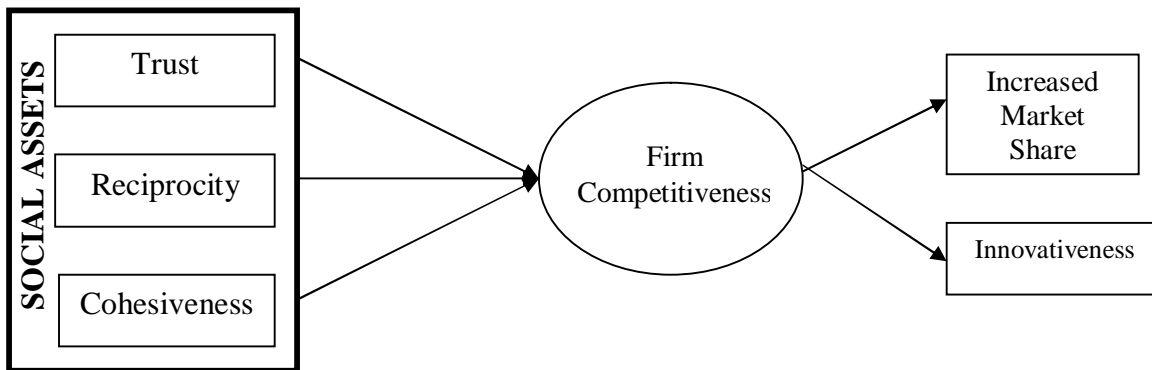 SOCIAL ASSETS
Trust
Reciprocity
Cohesiveness
Firm
Competitiveness
Increased
Market
Share
Innovativeness